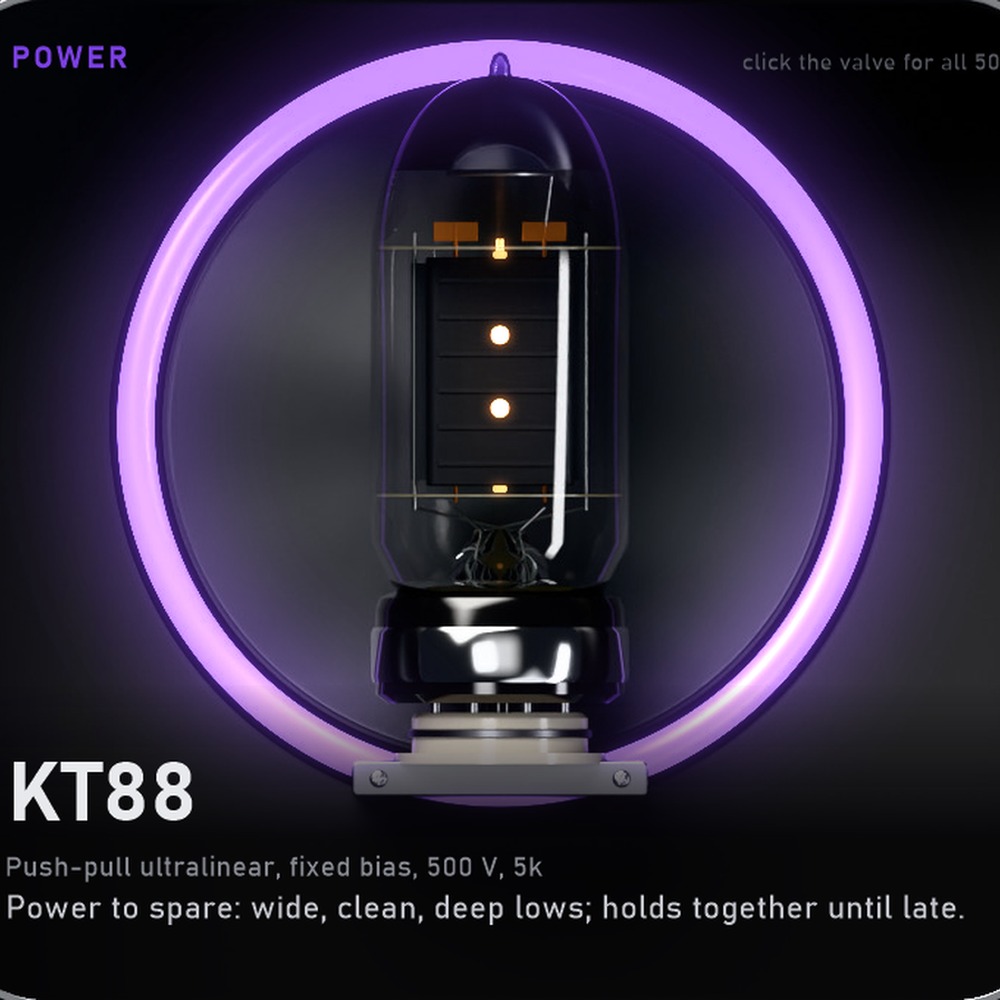 POWER
click the valve for all 50
KT88
Push-pull ultralinear, fixed bias, 500 V, 5k
Power to spare: wide, clean, deep lows; holds together until late.